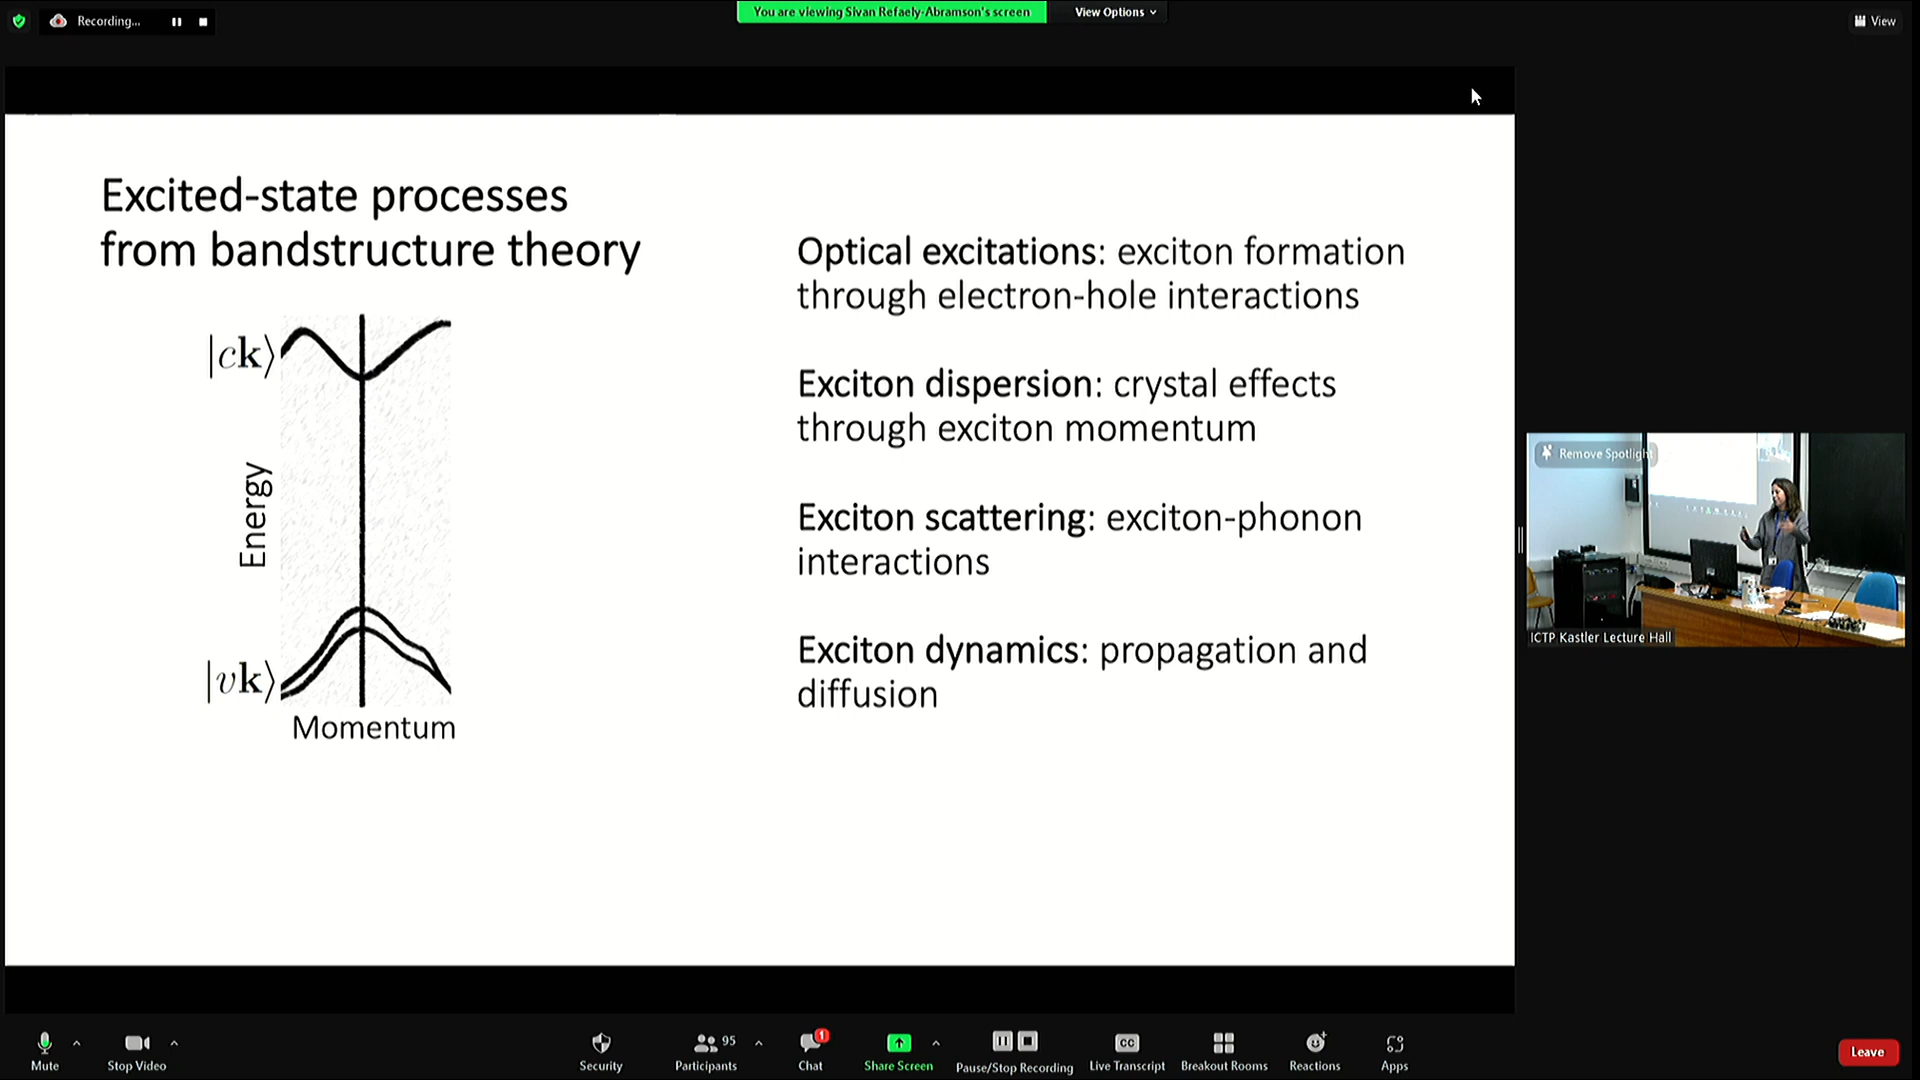 Recording...
You are viewing Sivan Refaely-Abramson's screen
View Options
View
Excited-state processes
from bandstructure theory
|ck⟩
Energy
|vk⟩
Momentum
Optical excitations: exciton formation
through electron-hole interactions
Exciton dispersion: crystal effects
through exciton momentum
Exciton scattering: exciton-phonon
interactions
Exciton dynamics: propagation and
diffusion
Remove Spotlight
ICTP Kastler Lecture Hall
Mute
Stop Video
Security
95
Participants
1
Chat
Share Screen
Pause/Stop Recording
CC
Live Transcript
Breakout Rooms
Reactions
Apps
Leave